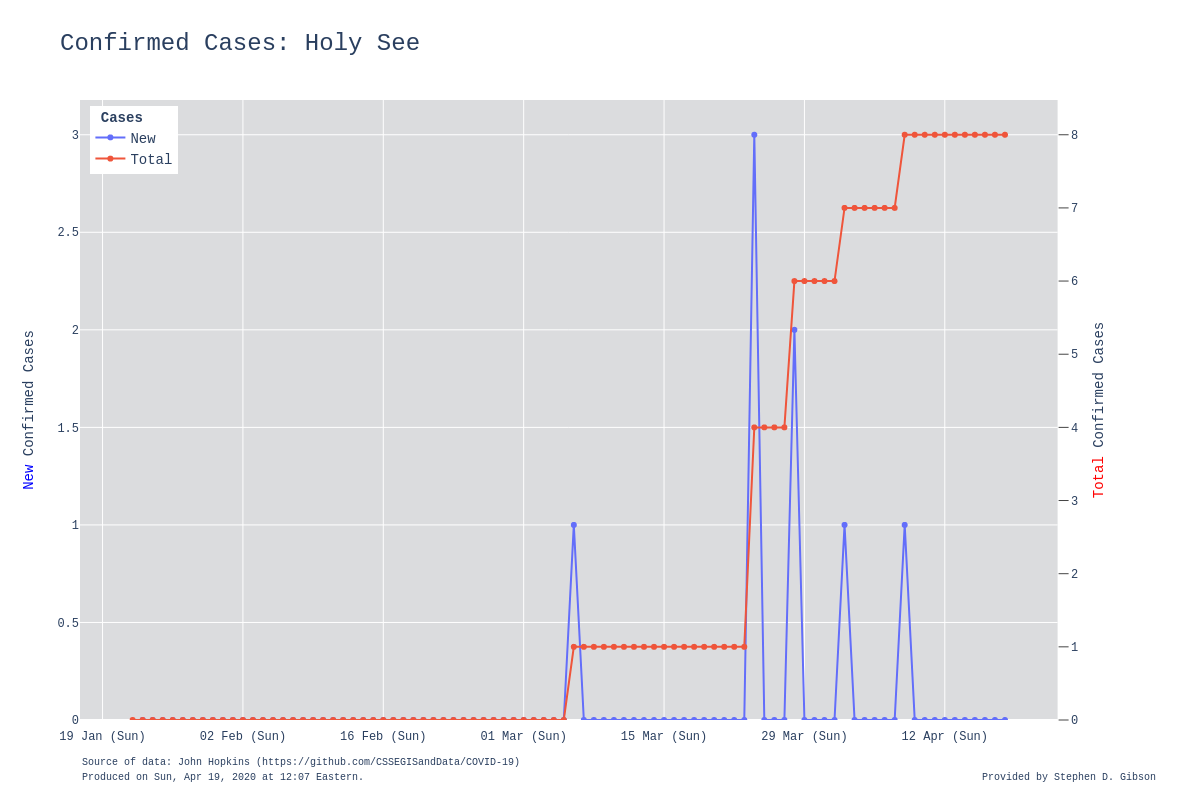 Confirmed Cases: Holy See
Cases
New
Total
3
2.5
2
1.5
1
0.5
0
New Confirmed Cases
8
7
6
5
4
3
2
1
0
Total Confirmed Cases
19 Jan (Sun) 02 Feb (Sun) 16 Feb (Sun) 01 Mar (Sun) 15 Mar (Sun) 29 Mar (Sun) 12 Apr (Sun)
Source of data: John Hopkins (https://github.com/CSSEGISandData/COVID-19)
Produced on Sun, Apr 19, 2020 at 12:07 Eastern.
Provided by Stephen D. Gibson